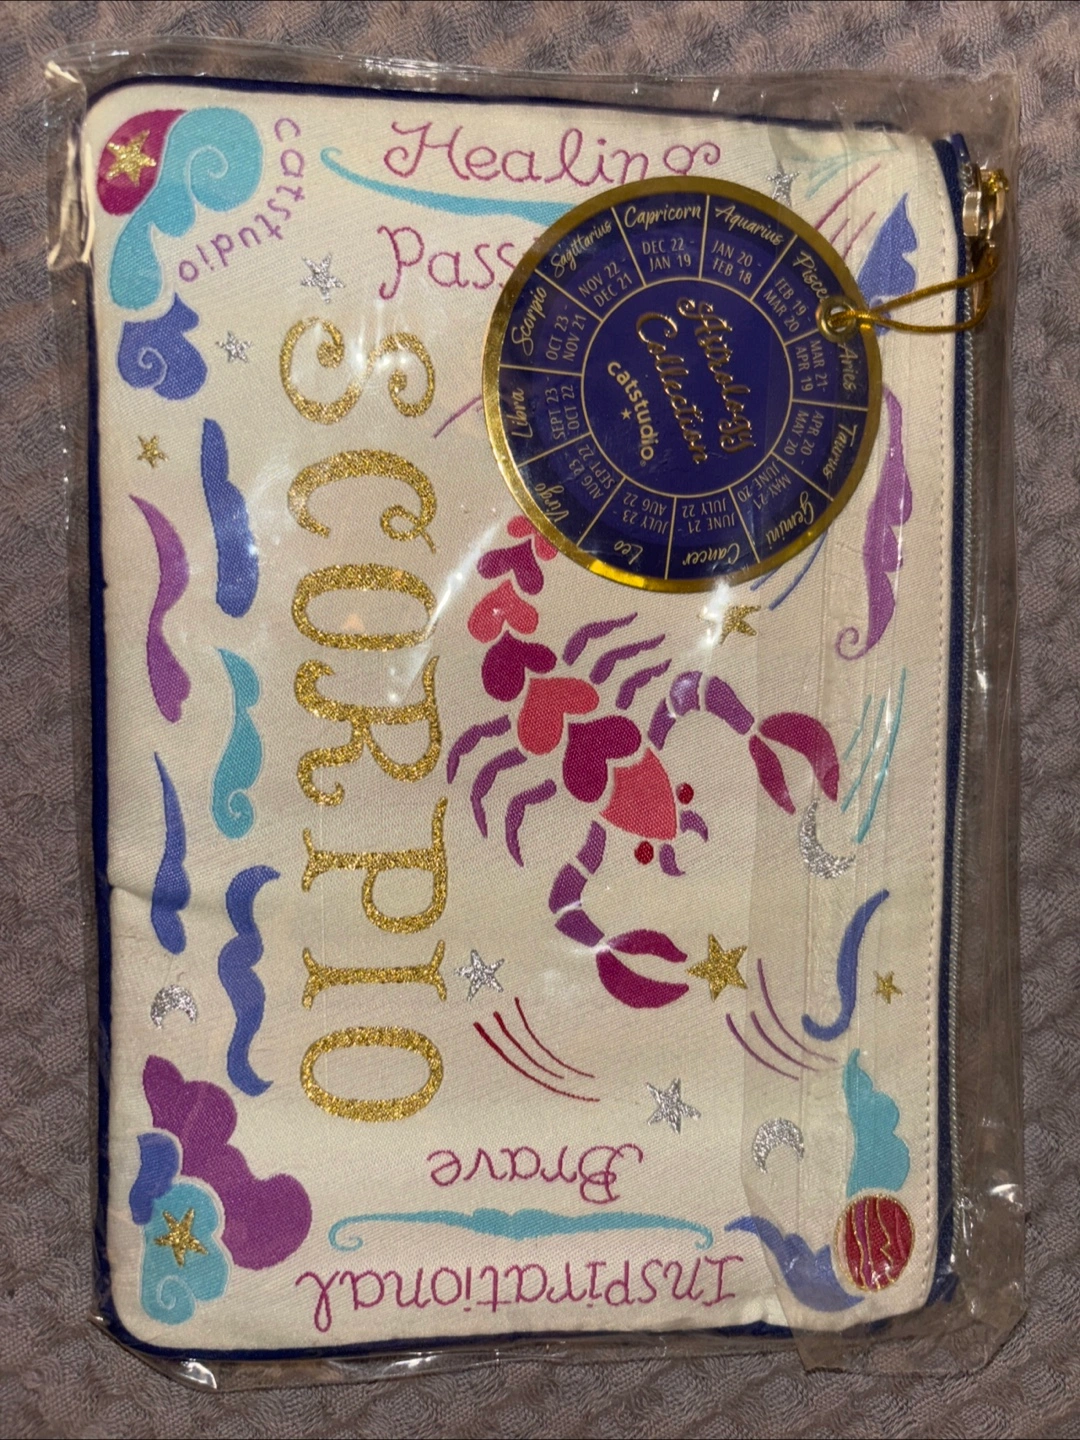 catstudio
Healing
Pass
SCORPIO
Brave
Inspirational
Astrology
Collection
catstudio
Capricorn
DEC 22 -
JAN 19
Aquarius
JAN 20 -
FEB 18
Pisces
FEB 19 -
MAR 20
Aries
MAR 21-
APR 19
Taurus
APR 20 -
MAY 20
Gemini
MAY 21
JUNE 20
Cancer
JUNE 21 -
JULY 22
Leo
JULY 23 -
AUG 22
Virgo
AUG 23 -
SEPT 22
Libra
SEPT 23 -
OCT 22
Scorpio
OCT 23 -
NOV 21
Sagittarius
NOV 22 -
DEC 21